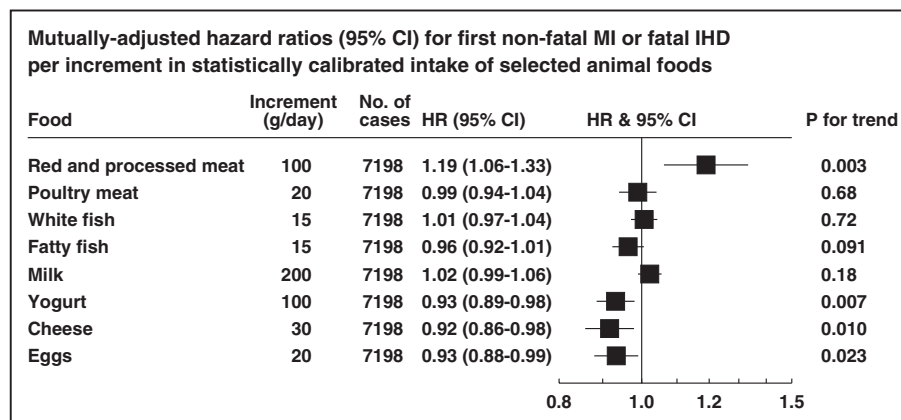 Mutually-adjusted hazard ratios (95% CI) for first non-fatal MI or fatal IHD
per increment in statistically calibrated intake of selected animal foods
Food Increment (g/day) No. of cases HR (95% CI) HR & 95% CI P for trend
Red and processed meat 100 7198 1.19 (1.06-1.33) 0.003
Poultry meat 20 7198 0.99 (0.94-1.04) 0.68
White fish 15 7198 1.01 (0.97-1.04) 0.72
Fatty fish 15 7198 0.96 (0.92-1.01) 0.091
Milk 200 7198 1.02 (0.99-1.06) 0.18
Yogurt 100 7198 0.93 (0.89-0.98) 0.007
Cheese 30 7198 0.92 (0.86-0.98) 0.010
Eggs 20 7198 0.93 (0.88-0.99) 0.023
0.8 1.0 1.2 1.5